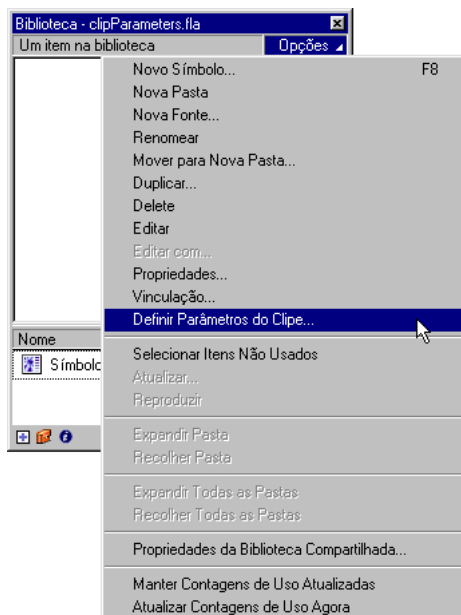 Biblioteca - clipParameters.fla
Um item na biblioteca Opções
Novo Símbolo... F8
Nova Pasta
Nova Fonte...
Renomear
Mover para Nova Pasta...
Duplicar...
Delete
Editar
Editar com...
Propriedades...
Vinculação...
Definir Parâmetros do Clipe...
Nome
Selecionar Itens Não Usados
Símbolo
Atualizar...
Reproduzir
Expandir Pasta
Recolher Pasta
Expandir Todas as Pastas
Recolher Todas as Pastas
Propriedades da Biblioteca Compartilhada...
Manter Contagens de Uso Atualizadas
Atualizar Contagens de Uso Agora